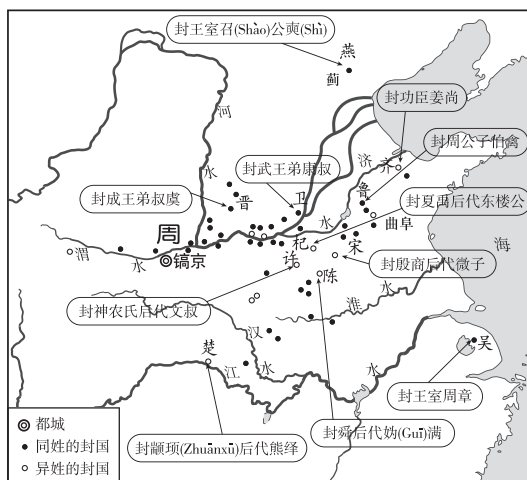 封王室召(Shào)公奭(Shì)
燕
蓟
封功臣姜尚
河
水
济
齐
封周公子伯禽
封武王弟康叔
鲁
封成王弟叔虞
晋
卫
水
封夏禹后代东楼公
周
曲阜
杞
宋
海
渭
水
镐京
许
陈
封殷商后代微子
封神农氏后代文叔
淮
水
汉
水
楚
江
水
吴
封王室周章
都城
同姓的封国
异姓的封国
封颛顼(Zhuānxū)后代熊绎
封舜后代妫(Guī)满